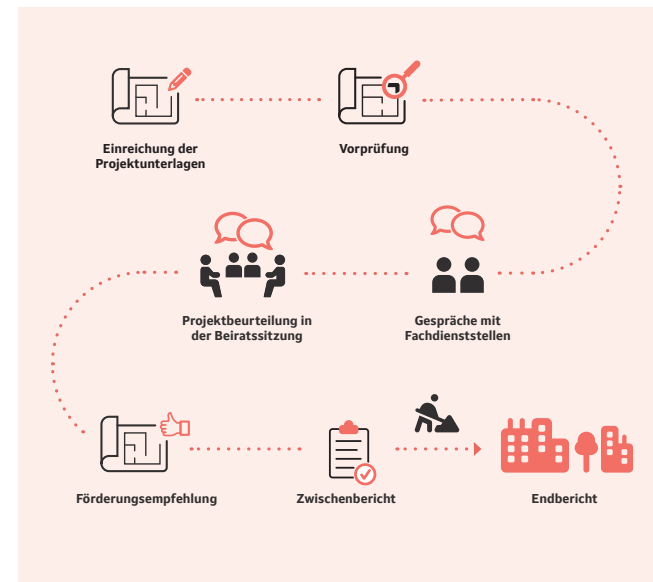 Einreichung der
Projektunterlagen
Vorprüfung
Projektbeurteilung in
der Beiratssitzung
Gespräche mit
Fachdienststellen
Förderungsempfehlung
Zwischenbericht
Endbericht